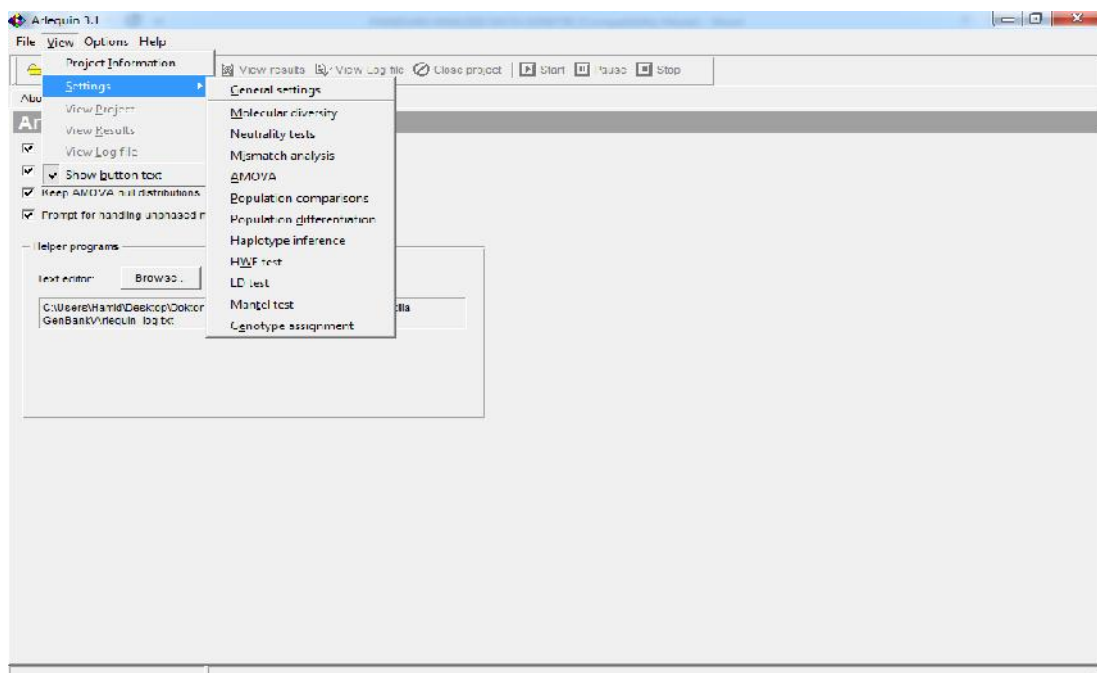 Arlequin 3.1
File View Options Help
View results View Log file Close project Start Pause Stop
Project Information
Settings
View Project
View Results
View Log file
Show button text
General settings
Molecular diversity
Neutrality tests
Mismatch analysis
AMOVA
Population comparisons
Population differentiation
Haplotype inference
HWE test
LD test
Mantel test
Genotype assignment
Abo
Ar
Keep AMOVA null distributions
Prompt for handling unphased m
Helper programs
Text editor: Browse...
C:\Users\Hamid\Desktop\Doktor
GenBank\Arlequin_log.txt